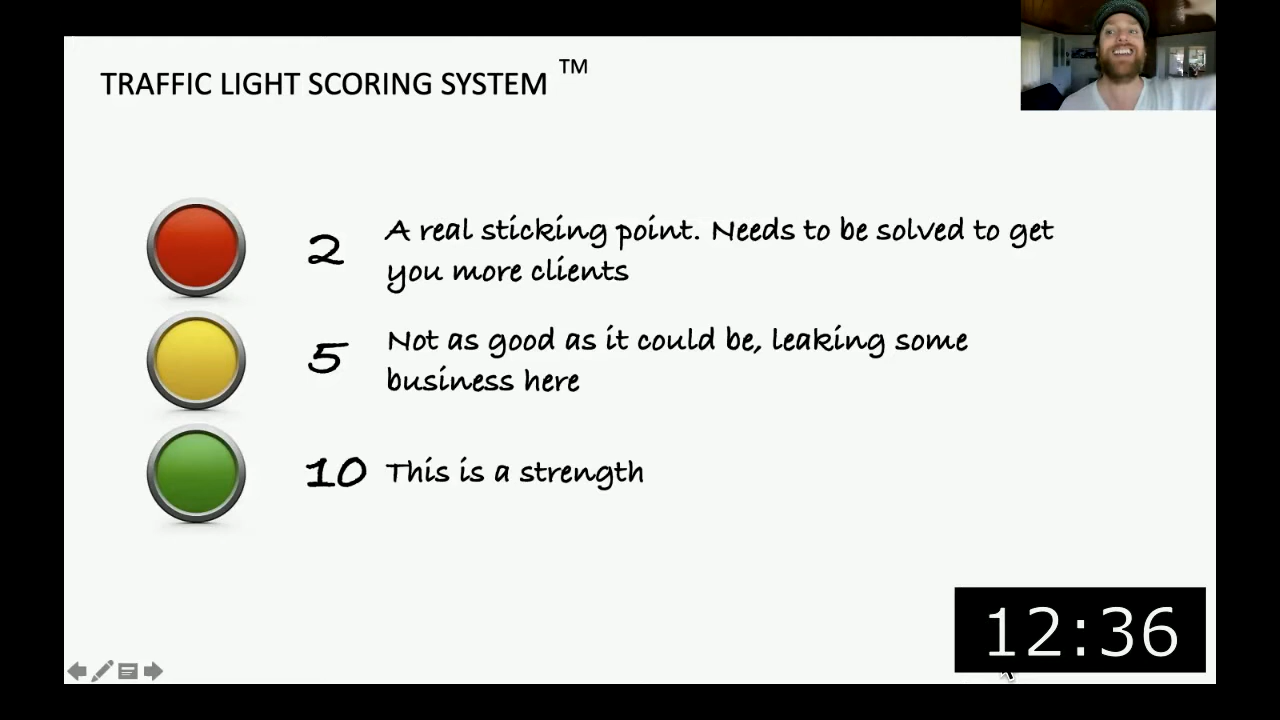 TRAFFIC LIGHT SCORING SYSTEM TM
2 A real sticking point. Needs to be solved to get
you more clients
5 Not as good as it could be, leaking some
business here
10 This is a strength
12:36